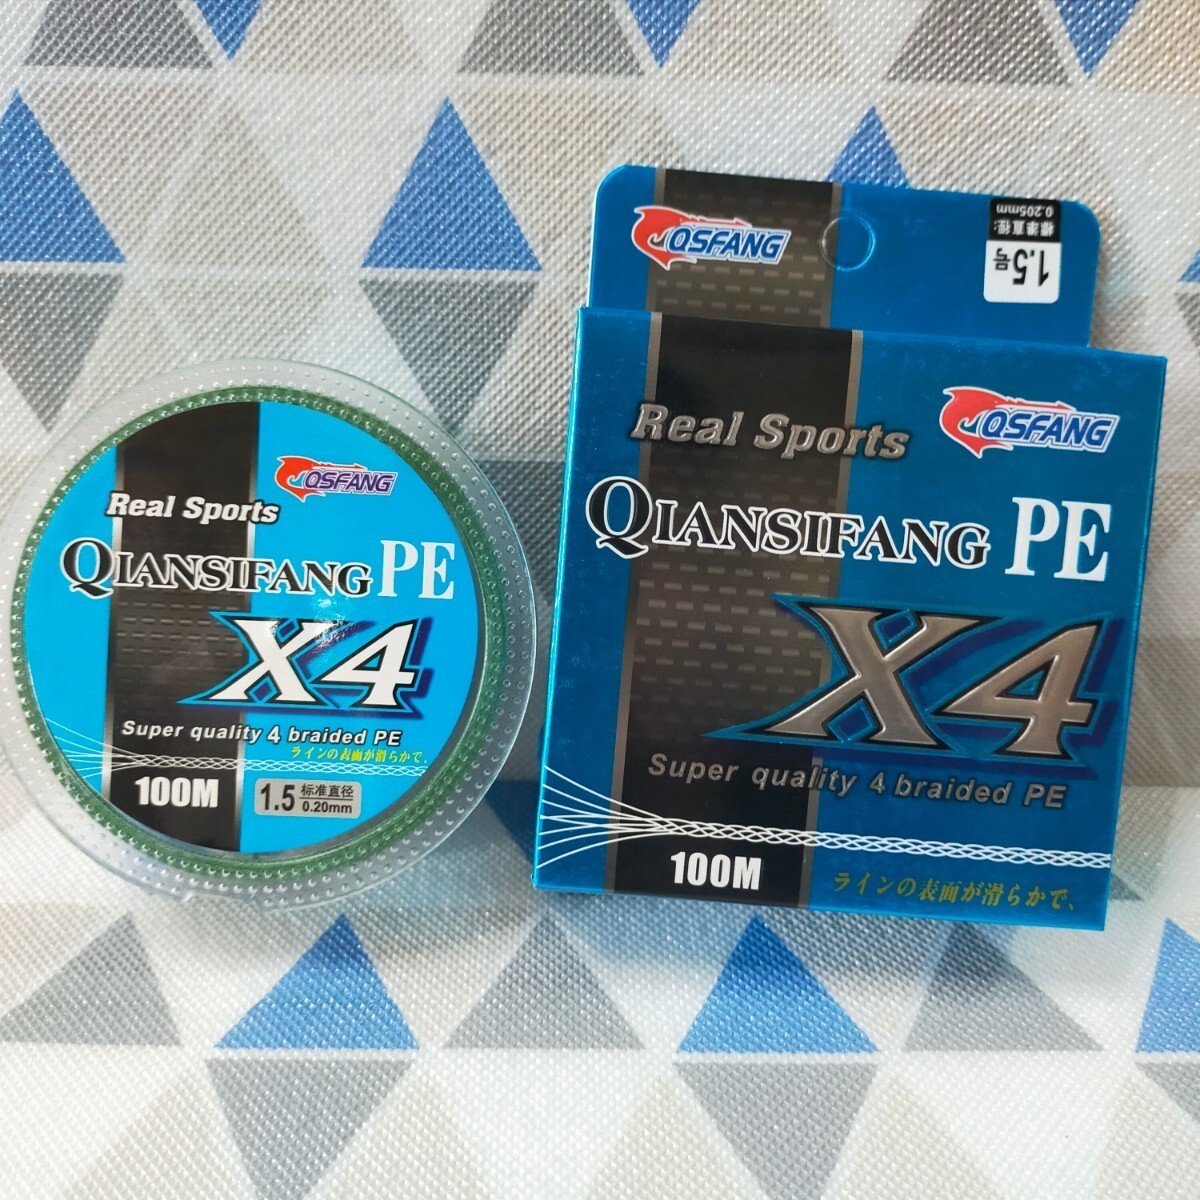 QSFANG
Real Sports
QIANSIFANG PE
X4
Super quality 4 braided PE
ラインの表面が滑らかで、
100M
1.5
标准直径
0.20mm
QSFANG
1.5号
標準直径:
0.205mm
QSFANG
Real Sports
QIANSIFANG PE
X4
Super quality 4 braided PE
100M
ラインの表面が滑らかで、